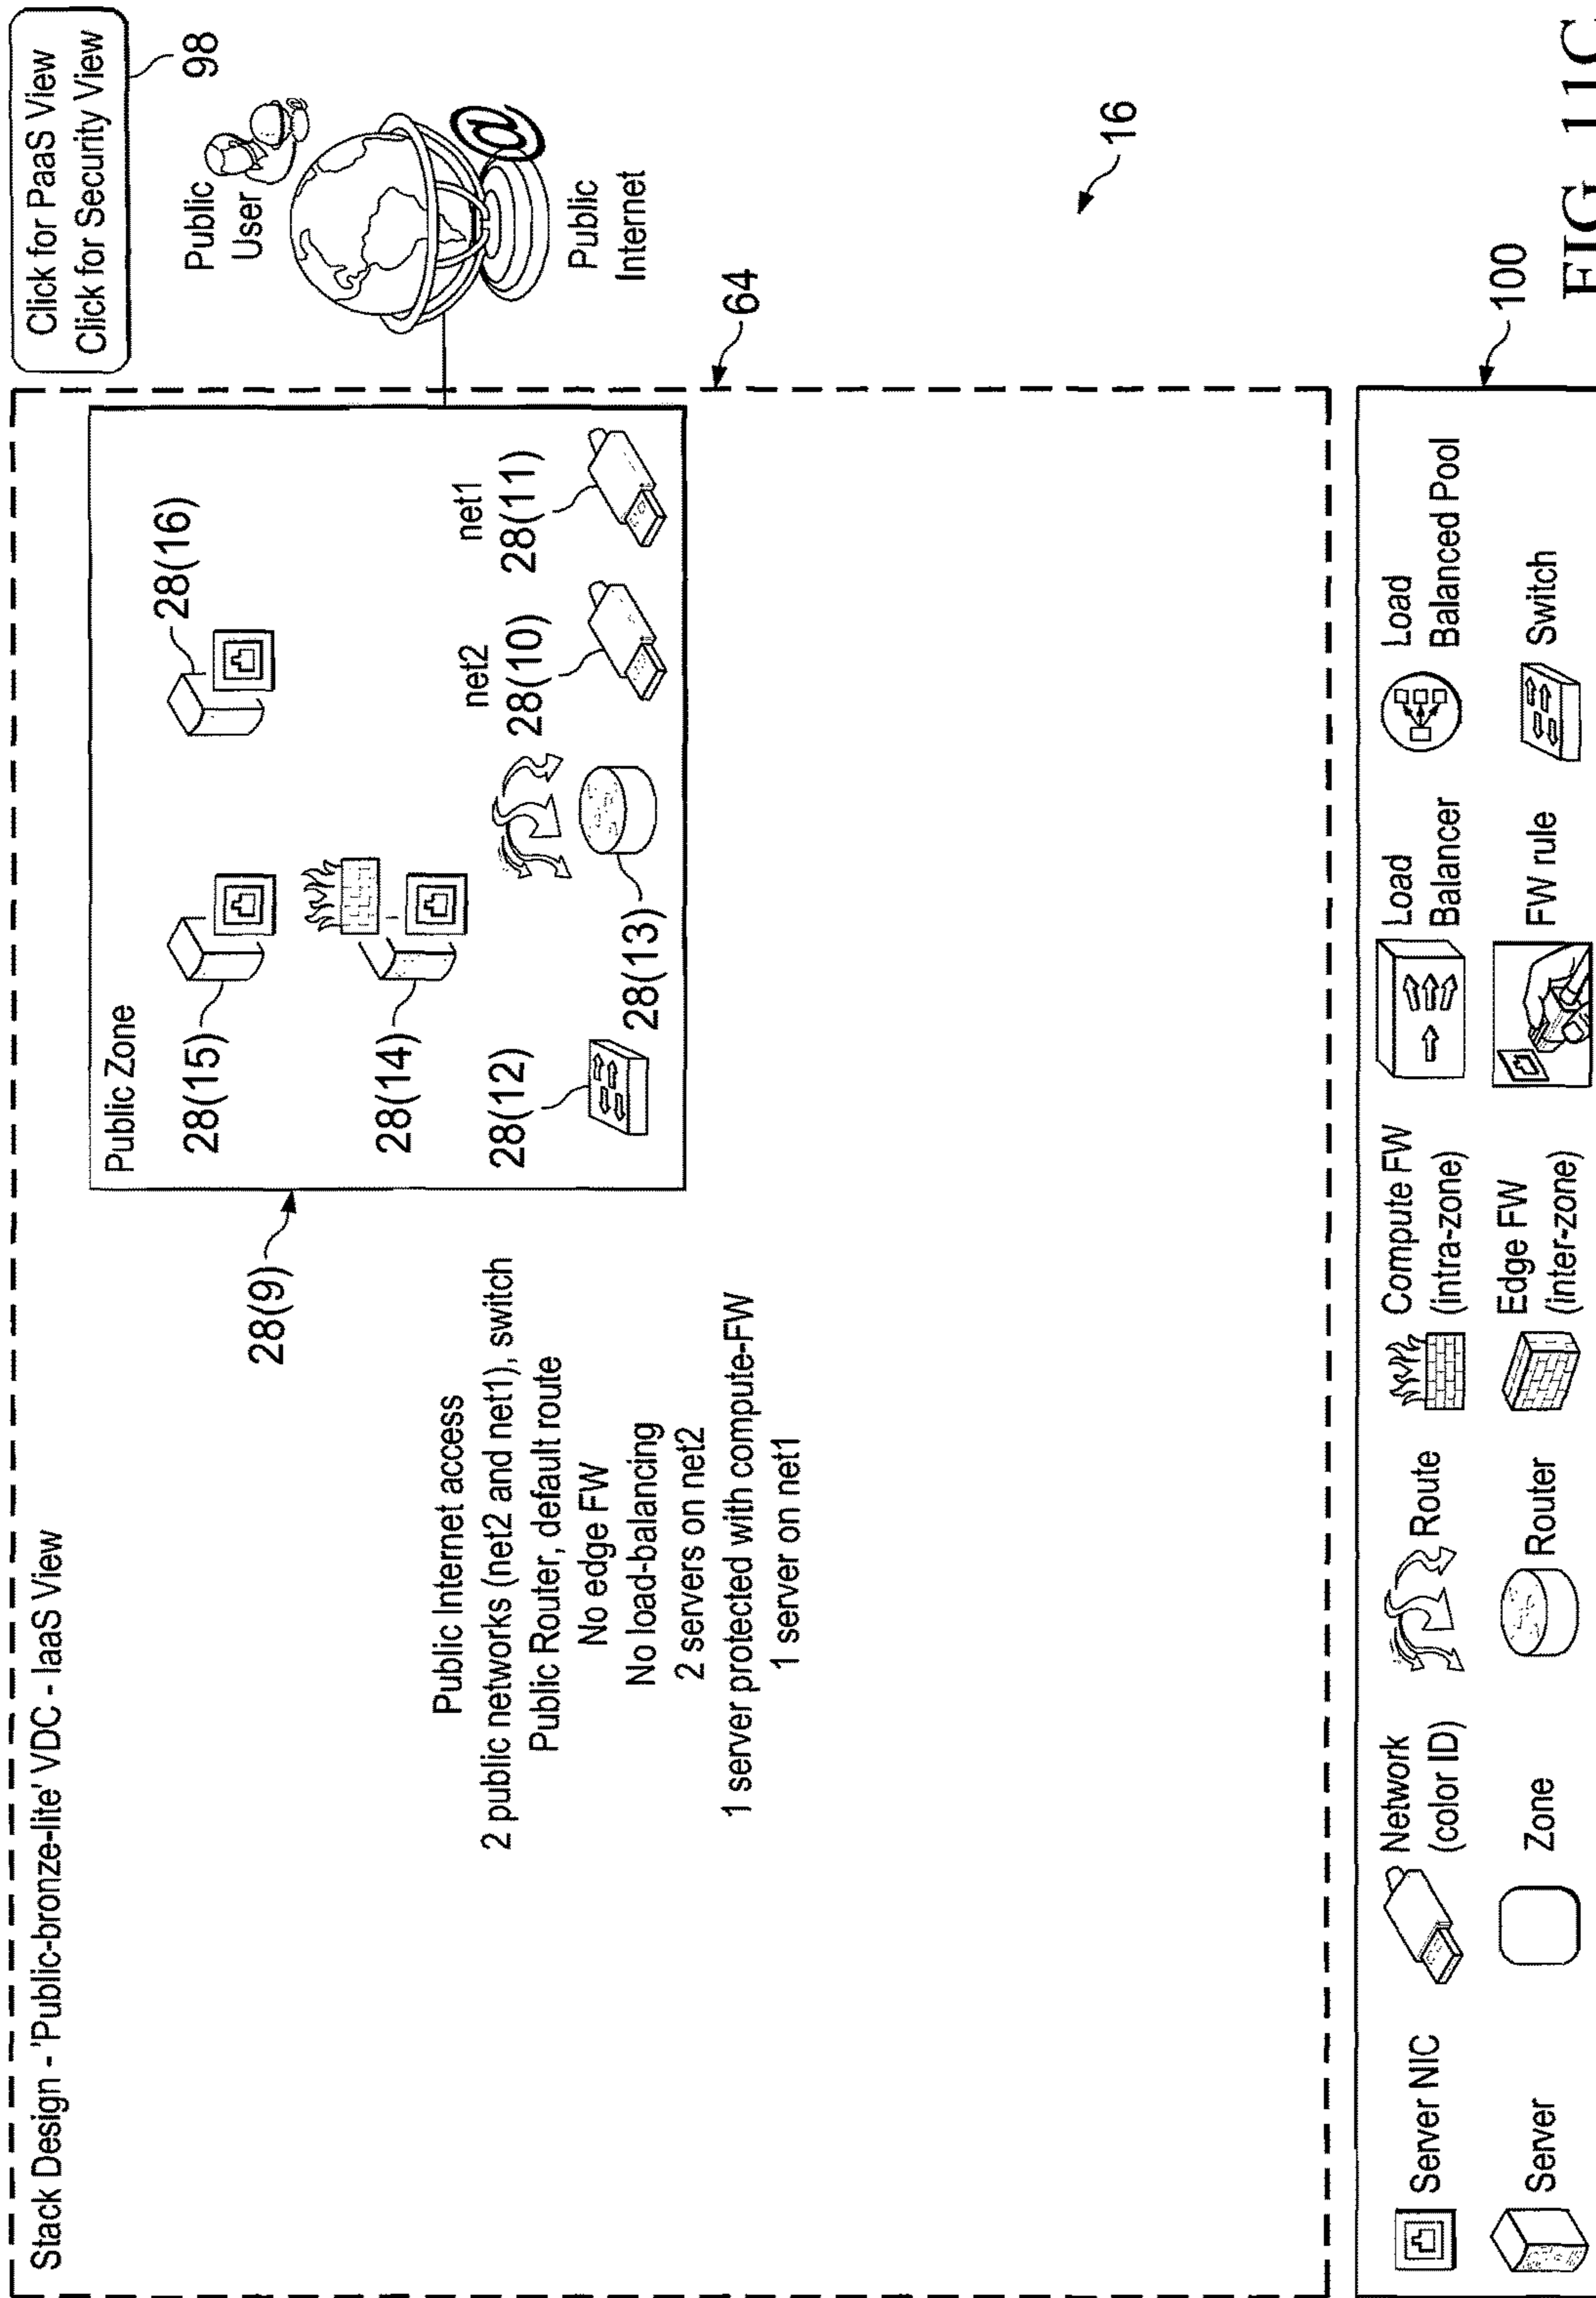 Stack Design - 'Public-bronze-lite' VDC - IaaS View
Click for PaaS View
Click for Security View
98
Public
User
Public
Internet
Public Zone
28(9)
28(15)
28(16)
28(14)
28(12)
28(13)
net2
28(10)
net1
28(11)
Public Internet access
2 public networks (net2 and net1), switch
Public Router, default route
No edge FW
No load-balancing
2 servers on net2
1 server protected with compute-FW
1 server on net1
64
16
100
Server NIC
Network
(color ID)
Route
Compute FW
(intra-zone)
Load
Balancer
Load
Balanced Pool
Server
Zone
Router
Edge FW
(inter-zone)
FW rule
Switch
FIG. 11C